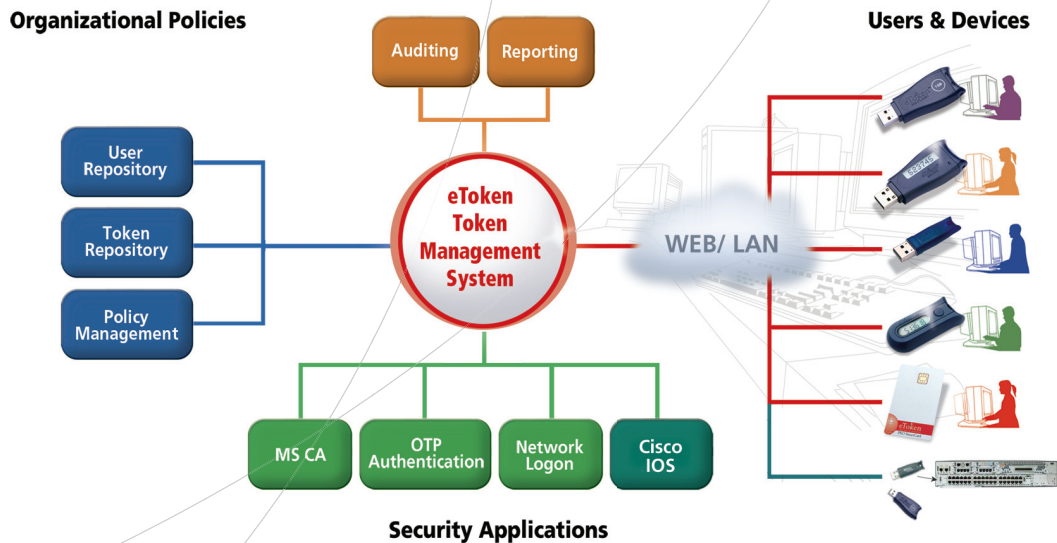 Organizational Policies
Users & Devices
Auditing
Reporting
User
Repository
Token
Repository
Policy
Management
eToken
Token
Management
System
WEB/ LAN
MS CA
OTP
Authentication
Network
Logon
Cisco
IOS
eToken
Security Applications